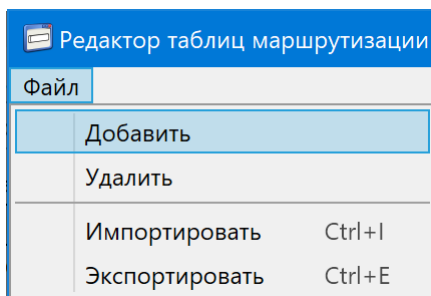 Редактор таблиц маршрутизации
Файл
Добавить
Удалить
Импортировать Ctrl+I
Экспортировать Ctrl+E